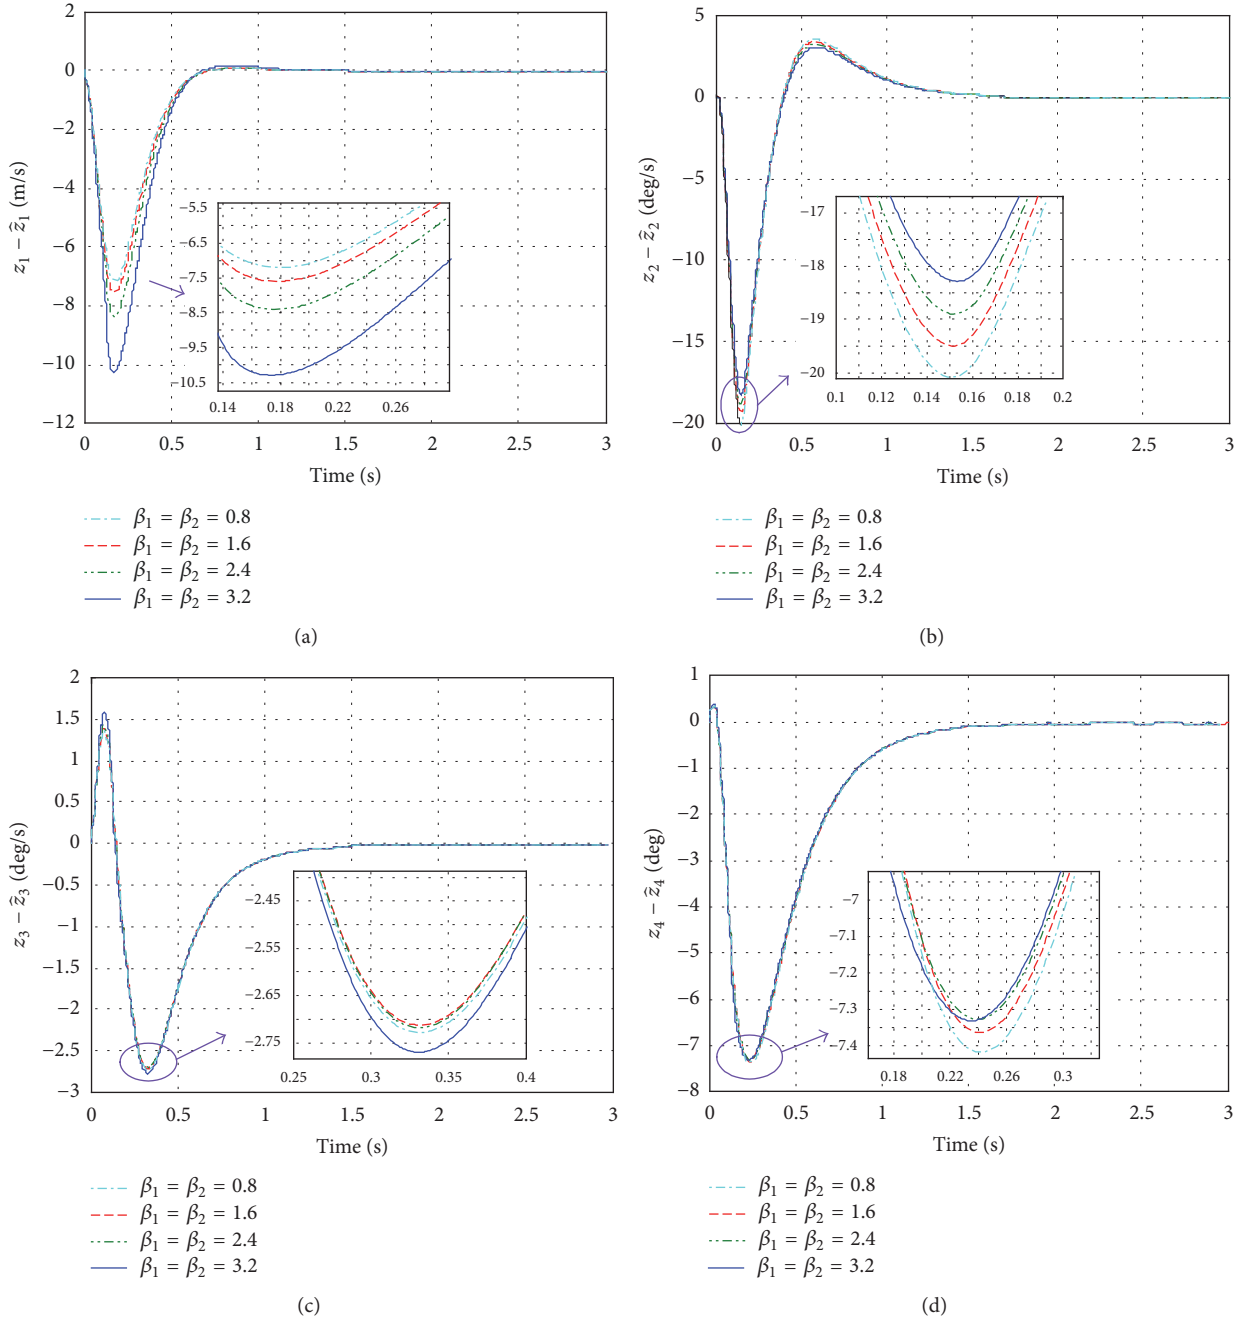 2
0
−2
−4
−6
−8
−10
−12
z₁ − ẑ₁ (m/s)
−5.5
−6.5
−7.5
−8.5
−9.5
−10.5
0.14 0.18 0.22 0.26
0 0.5 1 1.5 2 2.5 3
Time (s)
β₁ = β₂ = 0.8
β₁ = β₂ = 1.6
β₁ = β₂ = 2.4
β₁ = β₂ = 3.2
(a)
5
0
−5
−10
−15
−20
z₂ − ẑ₂ (deg/s)
−17
−18
−19
−20
0.1 0.12 0.14 0.16 0.18 0.2
0 0.5 1 1.5 2 2.5 3
Time (s)
β₁ = β₂ = 0.8
β₁ = β₂ = 1.6
β₁ = β₂ = 2.4
β₁ = β₂ = 3.2
(b)
2
1.5
1
0.5
0
−0.5
−1
−1.5
−2
−2.5
−3
z₃ − ẑ₃ (deg/s)
−2.45
−2.55
−2.65
−2.75
0.25 0.3 0.35 0.4
0 0.5 1 1.5 2 2.5 3
Time (s)
β₁ = β₂ = 0.8
β₁ = β₂ = 1.6
β₁ = β₂ = 2.4
β₁ = β₂ = 3.2
(c)
1
0
−1
−2
−3
−4
−5
−6
−7
−8
z₄ − ẑ₄ (deg)
−7
−7.1
−7.2
−7.3
−7.4
0.18 0.22 0.26 0.3
0 0.5 1 1.5 2 2.5 3
Time (s)
β₁ = β₂ = 0.8
β₁ = β₂ = 1.6
β₁ = β₂ = 2.4
β₁ = β₂ = 3.2
(d)